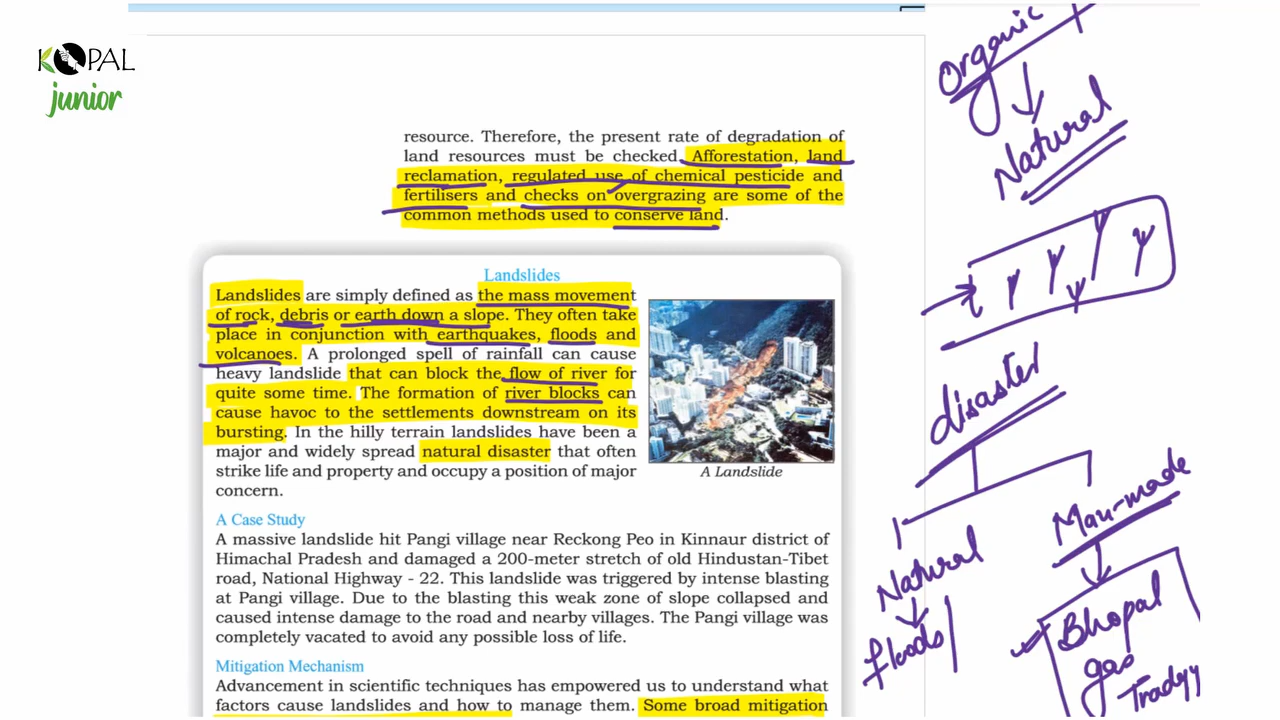 KOPAL
junior
resource. Therefore, the present rate of degradation of
land resources must be checked. Afforestation, land
reclamation, regulated use of chemical pesticide and
fertilisers and checks on overgrazing are some of the
common methods used to conserve land.
Landslides
Landslides are simply defined as the mass movement
of rock, debris or earth down a slope. They often take
place in conjunction with earthquakes, floods and
volcanoes. A prolonged spell of rainfall can cause
heavy landslide that can block the flow of river for
quite some time. The formation of river blocks can
cause havoc to the settlements downstream on its
bursting. In the hilly terrain landslides have been a
major and widely spread natural disaster that often
strike life and property and occupy a position of major
concern.
A Landslide
A Case Study
A massive landslide hit Pangi village near Reckong Peo in Kinnaur district of
Himachal Pradesh and damaged a 200-meter stretch of old Hindustan-Tibet
road, National Highway - 22. This landslide was triggered by intense blasting
at Pangi village. Due to the blasting this weak zone of slope collapsed and
caused intense damage to the road and nearby villages. The Pangi village was
completely vacated to avoid any possible loss of life.
Mitigation Mechanism
Advancement in scientific techniques has empowered us to understand what
factors cause landslides and how to manage them. Some broad mitigation
Organic
Natural
disaster
Natural
Man-made
floods
Bhopal
gas